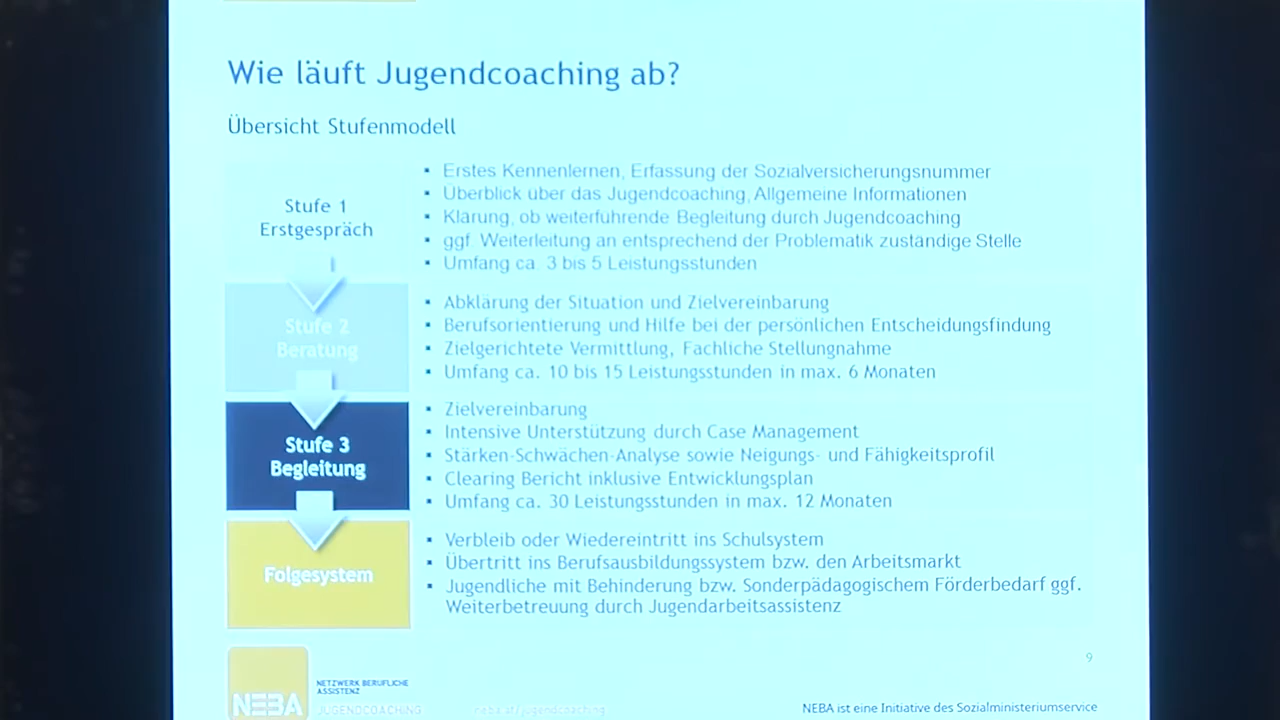 Wie läuft Jugendcoaching ab?
Übersicht Stufenmodell
Stufe 1
Erstgespräch
▪ Erstes Kennenlernen, Erfassung der Sozialversicherungsnummer
▪ Überblick über das Jugendcoaching, Allgemeine Informationen
▪ Klärung, ob weiterführende Begleitung durch Jugendcoaching
▪ ggf. Weiterleitung an entsprechend der Problematik zuständige Stelle
▪ Umfang ca. 3 bis 5 Leistungsstunden
Stufe 2
Beratung
▪ Abklärung der Situation und Zielvereinbarung
▪ Berufsorientierung und Hilfe bei der persönlichen Entscheidungsfindung
▪ Zielgerichtete Vermittlung, Fachliche Stellungnahme
▪ Umfang ca. 10 bis 15 Leistungsstunden in max. 6 Monaten
Stufe 3
Begleitung
▪ Zielvereinbarung
▪ Intensive Unterstützung durch Case Management
▪ Stärken-Schwächen-Analyse sowie Neigungs- und Fähigkeitsprofil
▪ Clearing Bericht inklusive Entwicklungsplan
▪ Umfang ca. 30 Leistungsstunden in max. 12 Monaten
Folgesystem
▪ Verbleib oder Wiedereintritt ins Schulsystem
▪ Übertritt ins Berufsausbildungssystem bzw. den Arbeitsmarkt
▪ Jugendliche mit Behinderung bzw. Sonderpädagogischem Förderbedarf ggf.
Weiterbetreuung durch Jugendarbeitsassistenz
9
NEBA
NETZWERK BERUFLICHE
ASSISTENZ
JUGENDCOACHING
neba.at/jugendcoaching
NEBA ist eine Initiative des Sozialministeriumservice